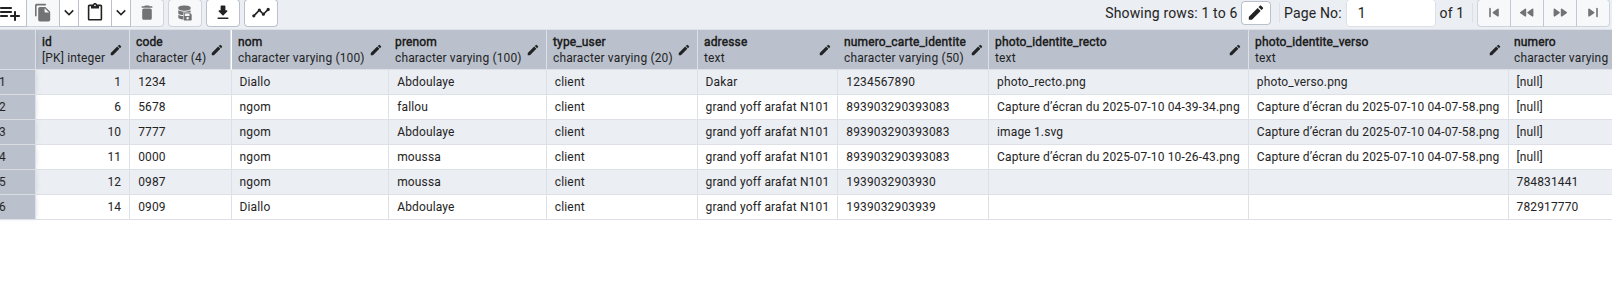 Showing rows: 1 to 6 Page No: 1 of 1
id code nom prenom type_user adresse numero_carte_identite photo_identite_recto photo_identite_verso numero
[PK] integer character (4) character varying (100) character varying (100) character varying (20) text character varying (50) text text character varying
1 1 1234 Diallo Abdoulaye client Dakar 1234567890 photo_recto.png photo_verso.png [null]
2 6 5678 ngom fallou client grand yoff arafat N101 893903290393083 Capture d’écran du 2025-07-10 04-39-34.png Capture d’écran du 2025-07-10 04-07-58.png [null]
3 10 7777 ngom Abdoulaye client grand yoff arafat N101 893903290393083 image 1.svg Capture d’écran du 2025-07-10 04-07-58.png [null]
4 11 0000 ngom moussa client grand yoff arafat N101 893903290393083 Capture d’écran du 2025-07-10 10-26-43.png Capture d’écran du 2025-07-10 04-07-58.png [null]
5 12 0987 ngom moussa client grand yoff arafat N101 1939032903930 784831441
6 14 0909 Diallo Abdoulaye client grand yoff arafat N101 1939032903939 782917770